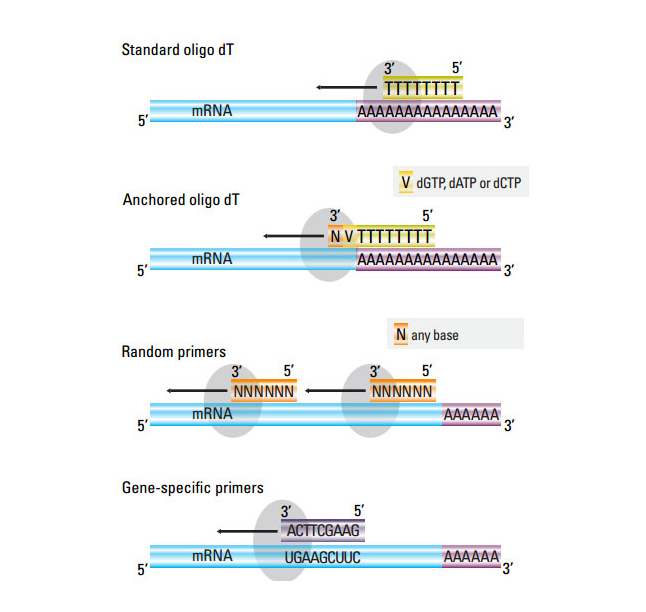 Standard oligo dT
3′ 5′
TTTTTTTT
mRNA AAAAAAAAAAAAAAA
5′ 3′
V dGTP, dATP or dCTP
Anchored oligo dT
3′ 5′
N V TTTTTTTT
mRNA AAAAAAAAAAAAAAA
5′ 3′
N any base
Random primers
3′ 5′ 3′ 5′
NNNNNN NNNNNN
mRNA AAAAAA
5′ 3′
Gene-specific primers
3′ 5′
ACTTCGAAG
mRNA UGAAGCUUC AAAAAA
5′ 3′